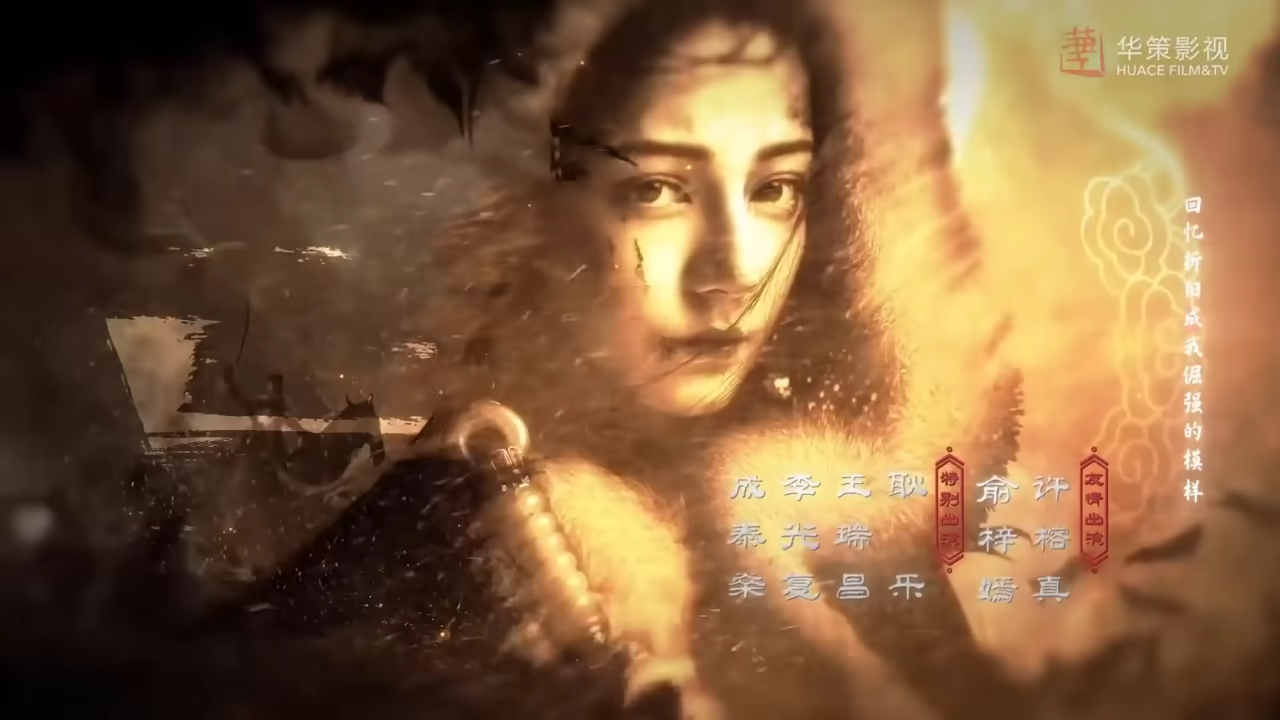 华策影视
HUACE FILM&TV
回忆折旧成我倔强的模样
友情出演
许榕真
俞梓嫣
特别出演
耿乐
王瑞昌
李光复
成泰燊